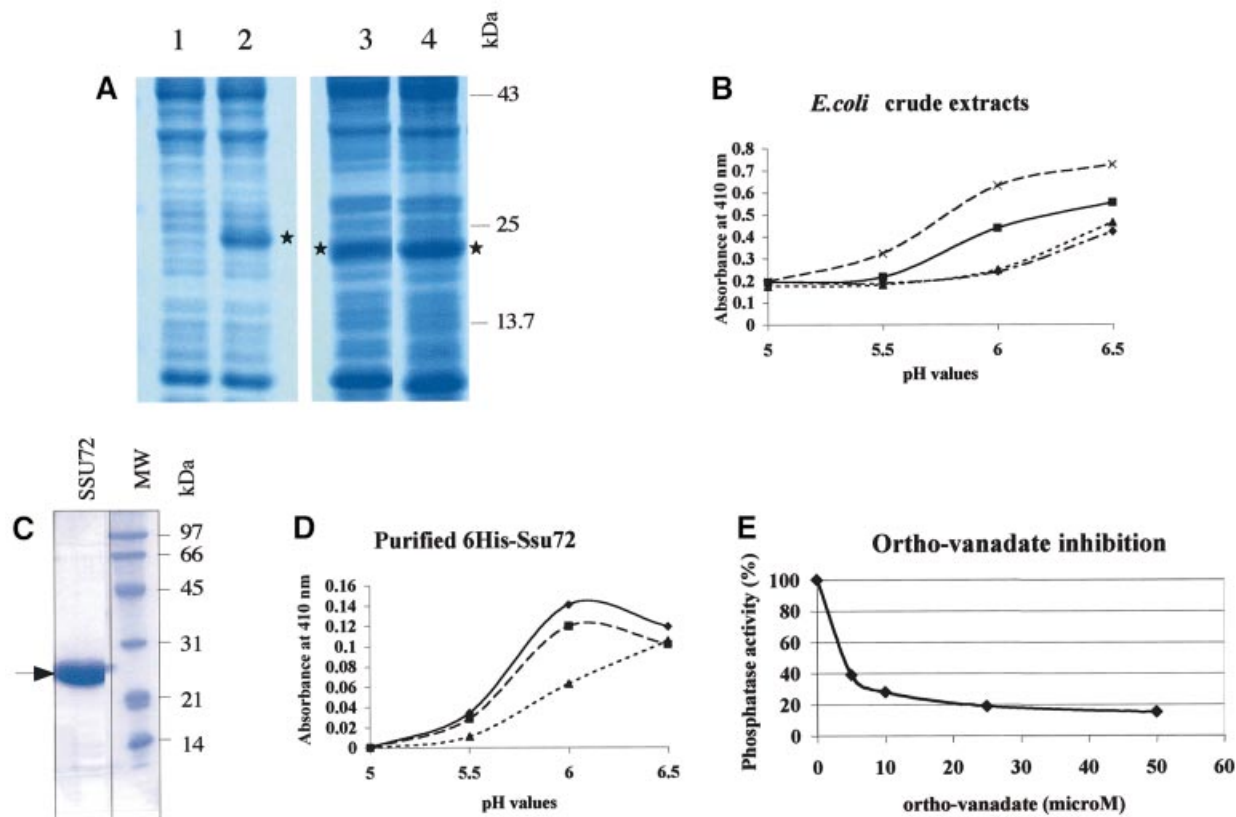 1 2 3 4 kDa
A
43
25
13.7
B
E.coli crude extracts
Absorbance at 410 nm
0.8
0.7
0.6
0.5
0.4
0.3
0.2
0.1
0
5 5.5 6 6.5
pH values
C
SSU72 MW kDa
97
66
45
31
21
14
D
Purified 6His-Ssu72
Absorbance at 410 nm
0.16
0.14
0.12
0.1
0.08
0.06
0.04
0.02
0
5 5.5 6 6.5
pH values
E
Ortho-vanadate inhibition
Phosphatase activity (%)
100
80
60
40
20
0
0 10 20 30 40 50 60
ortho-vanadate (microM)